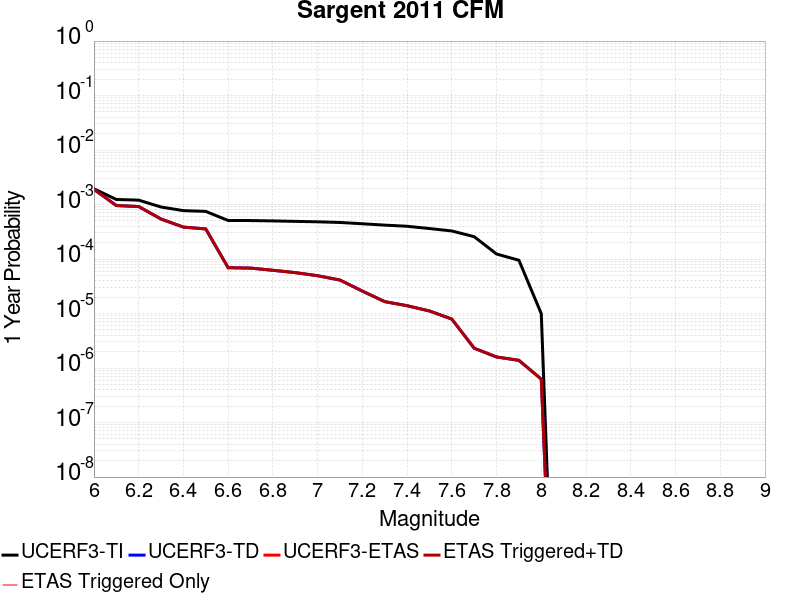 Sargent 2011 CFM
10^0
10^-1
10^-2
10^-3
10^-4
10^-5
10^-6
10^-7
10^-8
1 Year Probability
6 6.2 6.4 6.6 6.8 7 7.2 7.4 7.6 7.8 8 8.2 8.4 8.6 8.8 9
Magnitude
UCERF3-TI UCERF3-TD UCERF3-ETAS ETAS Triggered+TD
ETAS Triggered Only